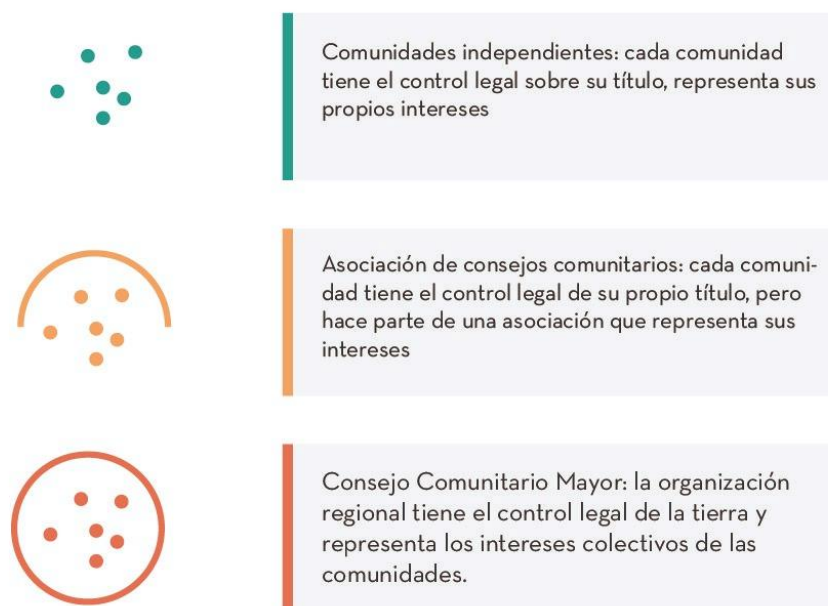 Comunidades independientes: cada comunidad
tiene el control legal sobre su título, representa sus
propios intereses
Asociación de consejos comunitarios: cada comuni-
dad tiene el control legal de su propio título, pero
hace parte de una asociación que representa sus
intereses
Consejo Comunitario Mayor: la organización
regional tiene el control legal de la tierra y
representa los intereses colectivos de las
comunidades.